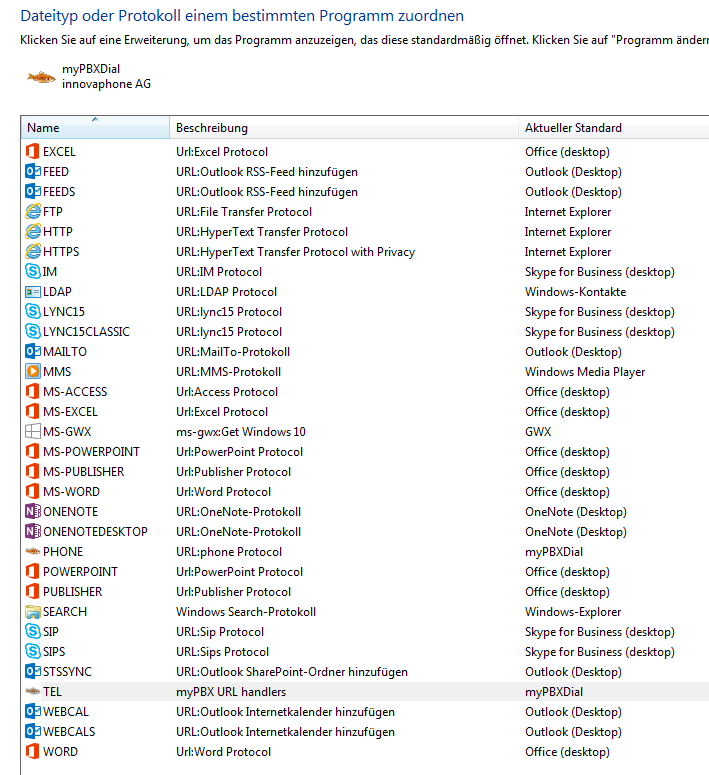 Dateityp oder Protokoll einem bestimmten Programm zuordnen
Klicken Sie auf eine Erweiterung, um das Programm anzuzeigen, das diese standardmäßig öffnet. Klicken Sie auf "Programm änder
myPBXDial
innovaphone AG
Name Beschreibung Aktueller Standard
EXCEL Url:Excel Protocol Office (desktop)
FEED URL:Outlook RSS-Feed hinzufügen Outlook (Desktop)
FEEDS URL:Outlook RSS-Feed hinzufügen Outlook (Desktop)
FTP URL:File Transfer Protocol Internet Explorer
HTTP URL:HyperText Transfer Protocol Internet Explorer
HTTPS URL:HyperText Transfer Protocol with Privacy Internet Explorer
IM URL:IM Protocol Skype for Business (desktop)
LDAP URL:LDAP Protocol Windows-Kontakte
LYNC15 URL:lync15 Protocol Skype for Business (desktop)
LYNC15CLASSIC URL:lync15 Protocol Skype for Business (desktop)
MAILTO URL:MailTo-Protokoll Outlook (Desktop)
MMS URL:MMS-Protokoll Windows Media Player
MS-ACCESS Url:Access Protocol Office (desktop)
MS-EXCEL Url:Excel Protocol Office (desktop)
MS-GWX ms-gwx:Get Windows 10 GWX
MS-POWERPOINT Url:PowerPoint Protocol Office (desktop)
MS-PUBLISHER Url:Publisher Protocol Office (desktop)
MS-WORD Url:Word Protocol Office (desktop)
ONENOTE URL:OneNote-Protokoll OneNote (Desktop)
ONENOTEDESKTOP URL:OneNote-Protokoll OneNote (Desktop)
PHONE URL:phone Protocol myPBXDial
POWERPOINT Url:PowerPoint Protocol Office (desktop)
PUBLISHER Url:Publisher Protocol Office (desktop)
SEARCH Windows Search-Protokoll Windows-Explorer
SIP URL:Sip Protocol Skype for Business (desktop)
SIPS URL:Sips Protocol Skype for Business (desktop)
STSSYNC URL:Outlook SharePoint-Ordner hinzufügen Outlook (Desktop)
TEL myPBX URL handlers myPBXDial
WEBCAL URL:Outlook Internetkalender hinzufügen Outlook (Desktop)
WEBCALS URL:Outlook Internetkalender hinzufügen Outlook (Desktop)
WORD Url:Word Protocol Office (desktop)